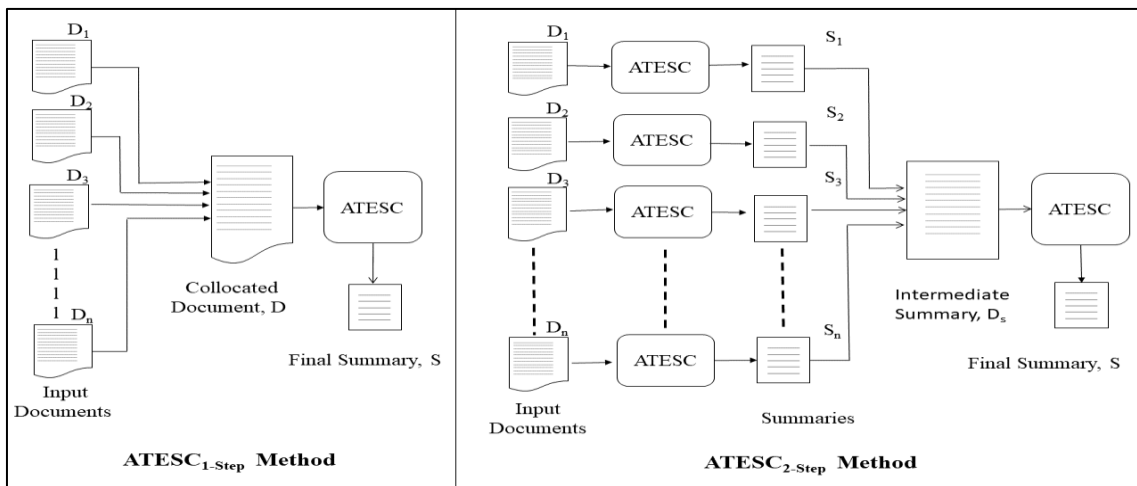 D₁
D₂
D₃
l
l
l
l
Dₙ
Input
Documents
Collocated
Document, D
ATESC
Final Summary, S
ATESC₁₋Step Method
D₁
ATESC
S₁
D₂
ATESC
S₂
D₃
ATESC
S₃
Dₙ
ATESC
Sₙ
Input
Documents
Summaries
Intermediate
Summary, Dₛ
ATESC
Final Summary, S
ATESC₂₋Step Method